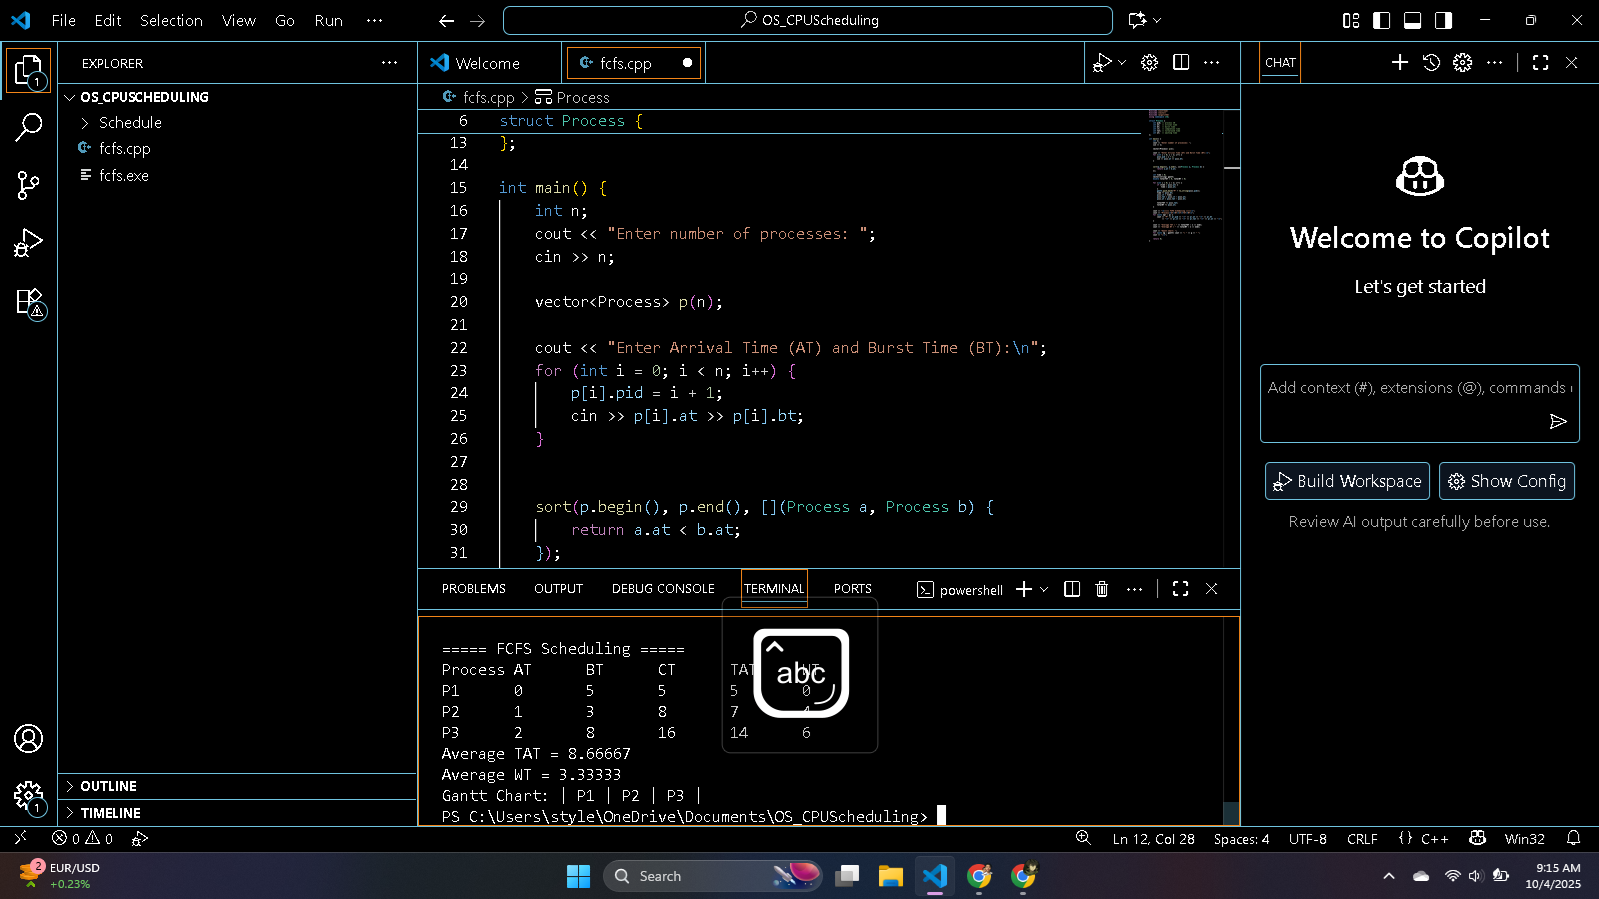 File Edit Selection View Go Run ···
OS_CPUScheduling
EXPLORER
OS_CPUSCHEDULING
Schedule
fcfs.cpp
fcfs.exe
OUTLINE
TIMELINE
1
1
Welcome
fcfs.cpp
fcfs.cpp > Process
6 struct Process {
13 };
14
15 int main() {
16 int n;
17 cout << "Enter number of processes: ";
18 cin >> n;
19
20 vector<Process> p(n);
21
22 cout << "Enter Arrival Time (AT) and Burst Time (BT):\n";
23 for (int i = 0; i < n; i++) {
24 p[i].pid = i + 1;
25 cin >> p[i].at >> p[i].bt;
26 }
27
28
29 sort(p.begin(), p.end(), [](Process a, Process b) {
30 return a.at < b.at;
31 });
PROBLEMS OUTPUT DEBUG CONSOLE TERMINAL PORTS
powershell
===== FCFS Scheduling =====
Process AT BT CT TAT WT
P1 0 5 5 5 0
P2 1 3 8 7 4
P3 2 8 16 14 6
Average TAT = 8.66667
Average WT = 3.33333
Gantt Chart: | P1 | P2 | P3 |
PS C:\Users\style\OneDrive\Documents\OS_CPUScheduling>
abc
CHAT
Welcome to Copilot
Let's get started
Add context (#), extensions (@), commands
Build Workspace
Show Config
Review AI output carefully before use.
0 0
Ln 12, Col 28 Spaces: 4 UTF-8 CRLF {} C++ Win32
2
EUR/USD
+0.23%
Search
9:15 AM
10/4/2025